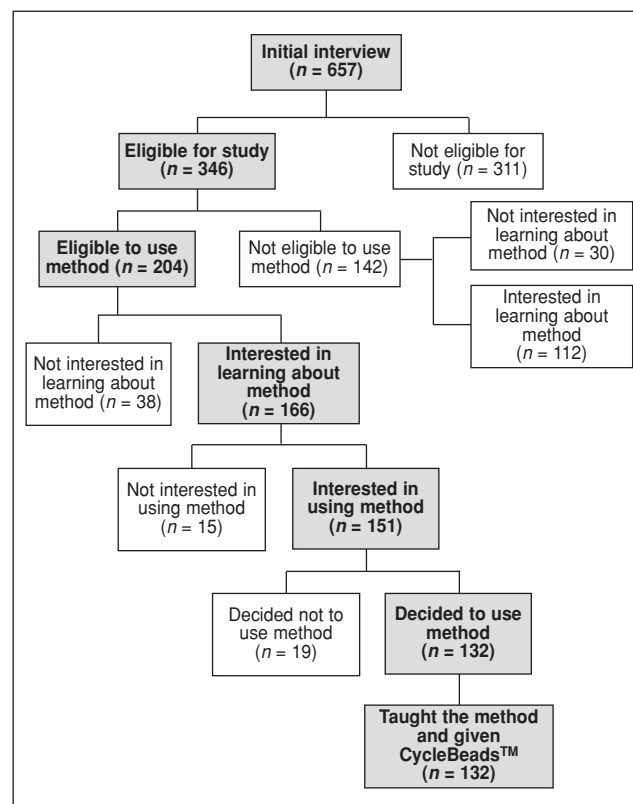 Initial interview
(n = 657)
Eligible for study
(n = 346)
Not eligible for
study (n = 311)
Eligible to use
method (n = 204)
Not eligible to use
method (n = 142)
Not interested in
learning about
method (n = 30)
Interested in
learning about
method
(n = 112)
Not interested in
learning about
method (n = 38)
Interested in
learning about
method
(n = 166)
Not interested in
using method
(n = 15)
Interested in
using method
(n = 151)
Decided not to
use method
(n = 19)
Decided to use
method
(n = 132)
Taught the method
and given
CycleBeads™
(n = 132)